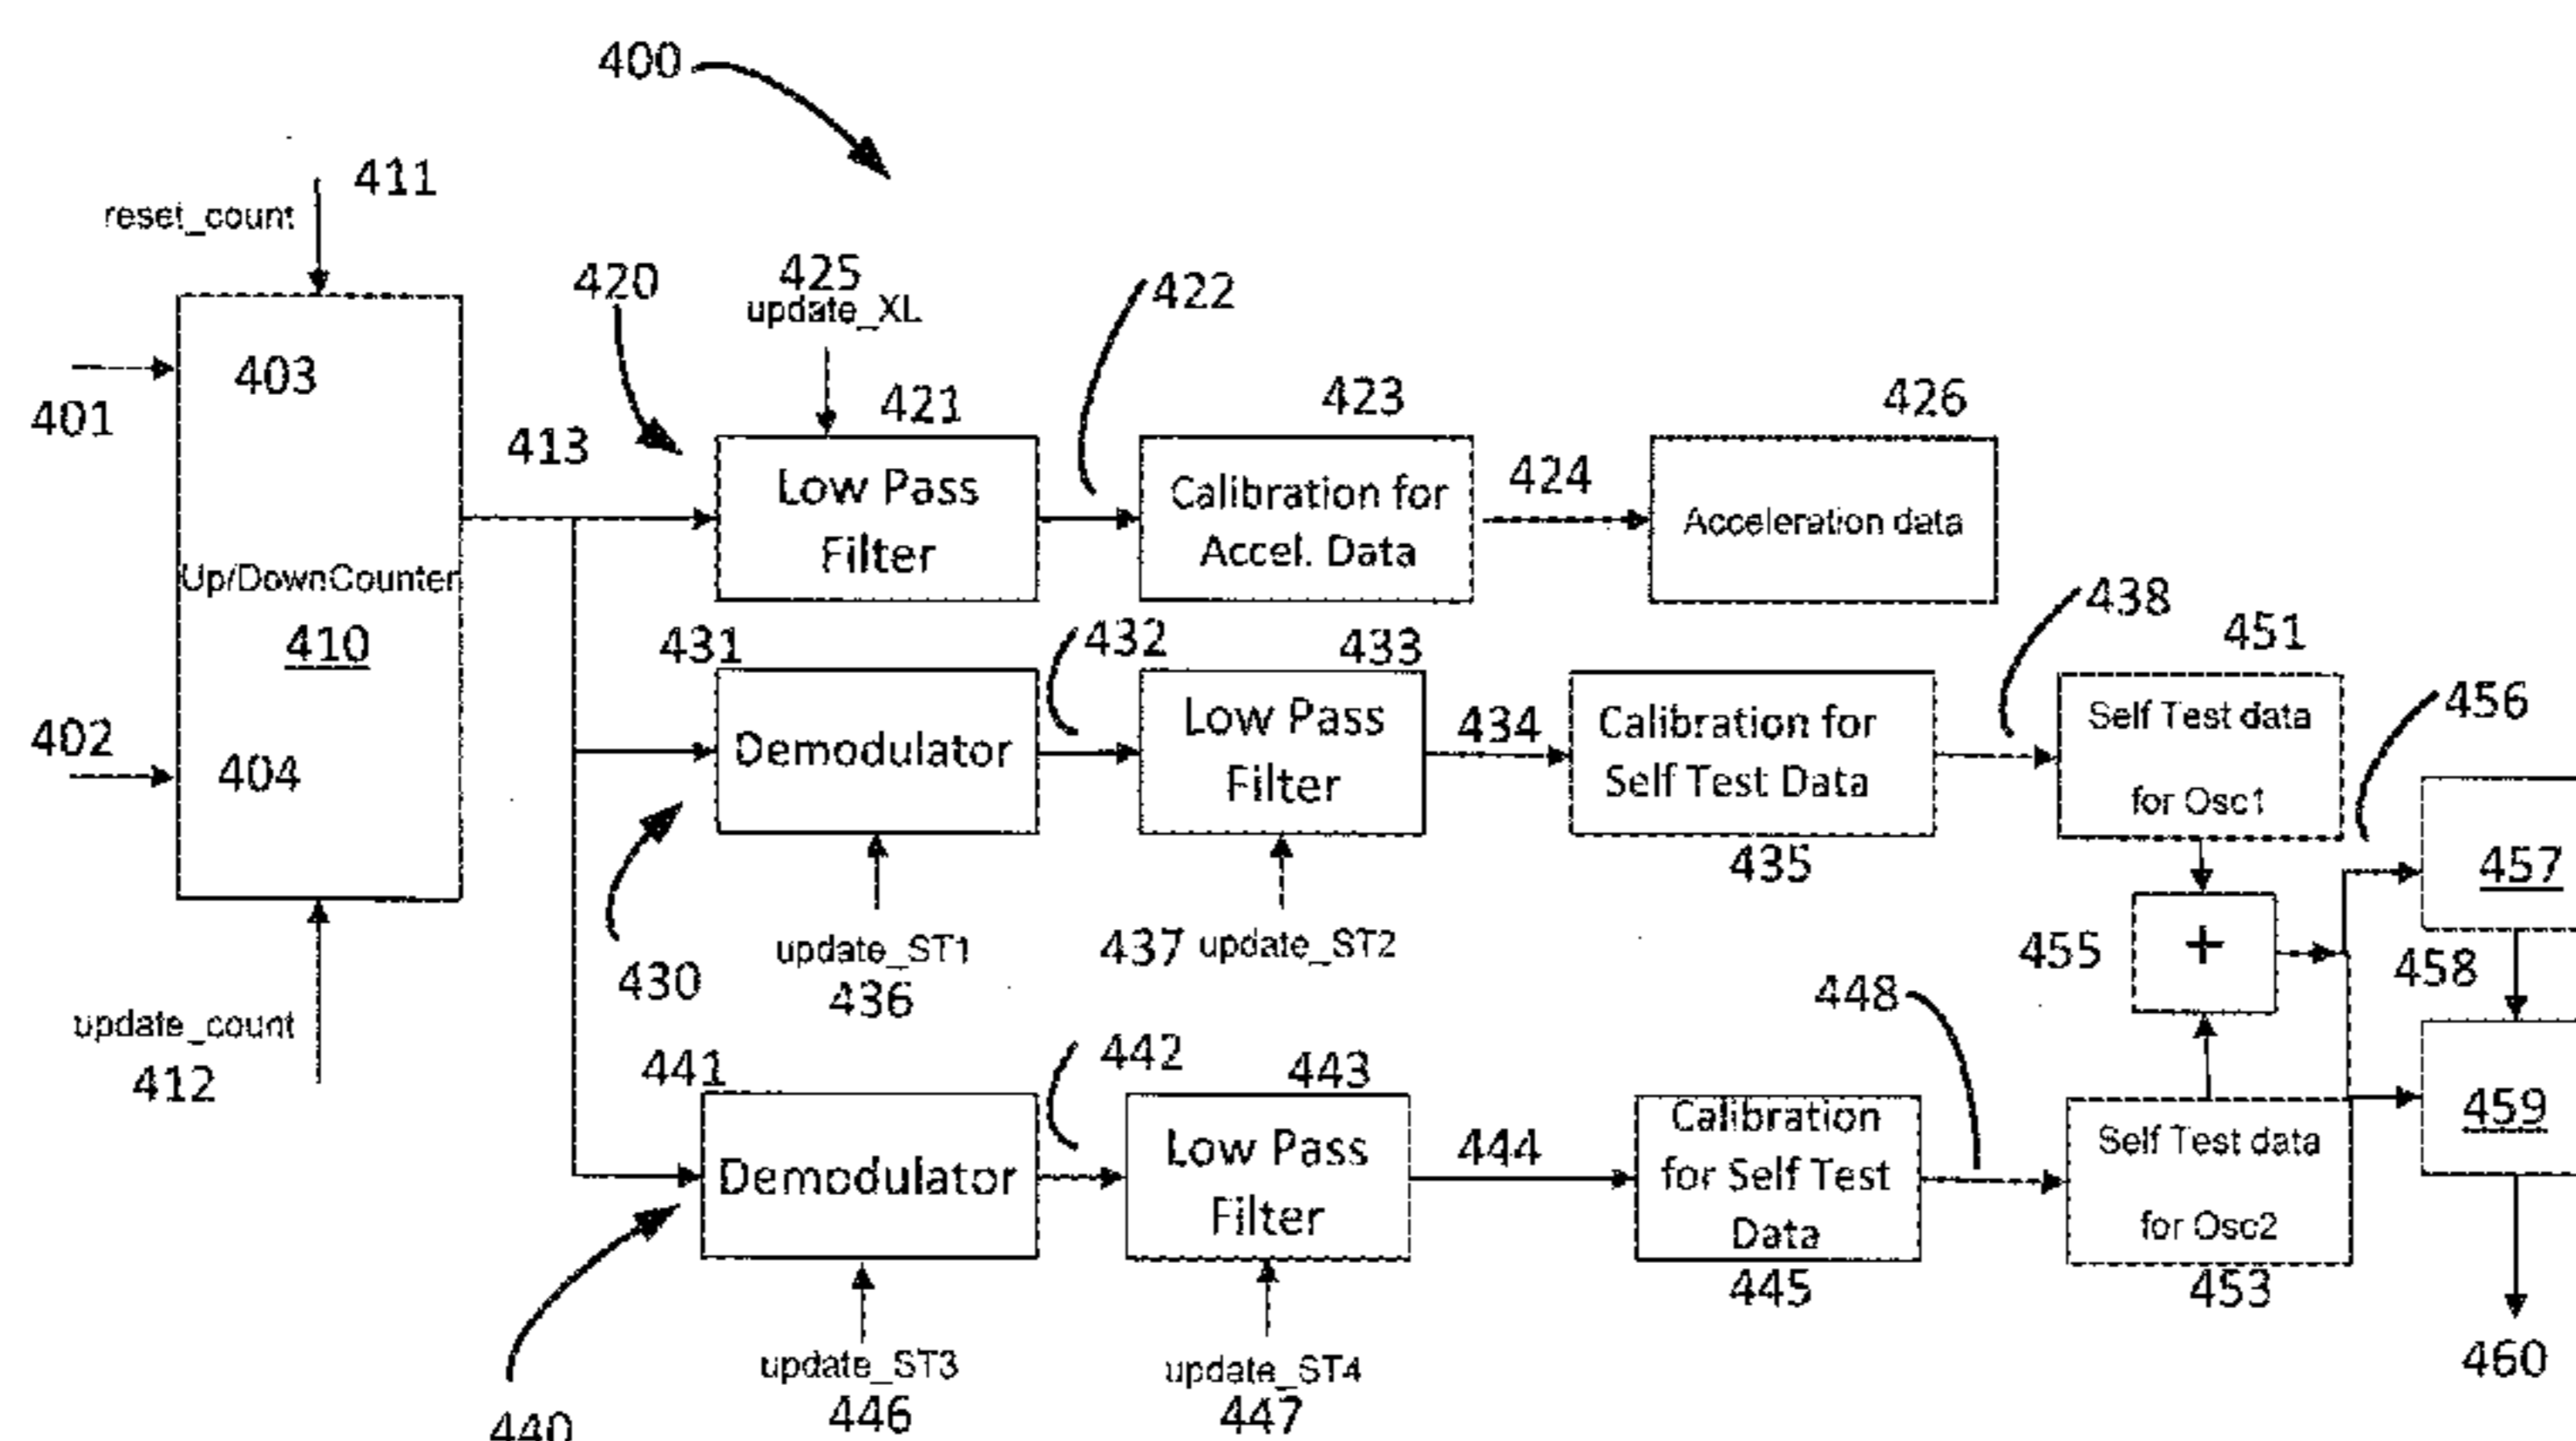 400
411
reset_count
425
update_XL
420
422
403
401
421
423
426
413
Low Pass
Filter
Calibration for
Accel. Data
424
Acceleration data
Up/DownCounter
410
402
404
431
432
433
438
451
Demodulator
Low Pass
Filter
434
Calibration for
Self Test Data
435
Self Test data
for Osc1
456
457
430
update_ST1
436
437 update_ST2
455
+
458
update_count
412
441
442
443
448
Demodulator
Low Pass
Filter
444
Calibration
for Self Test
Data
445
Self Test data
for Osc2
453
459
460
update_ST3
446
update_ST4
447
440